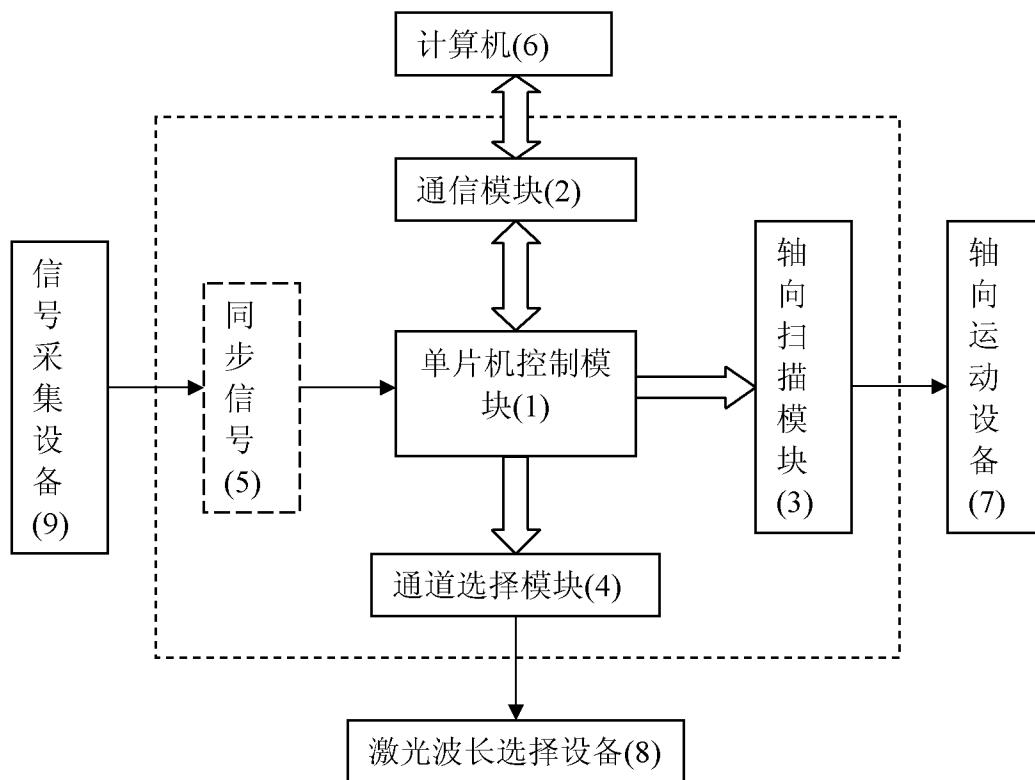 计算机(6)
通信模块(2)
信号采集设备(9)
同步信号(5)
单片机控制模
块(1)
轴向扫描模块(3)
轴向运动设备(7)
通道选择模块(4)
激光波长选择设备(8)